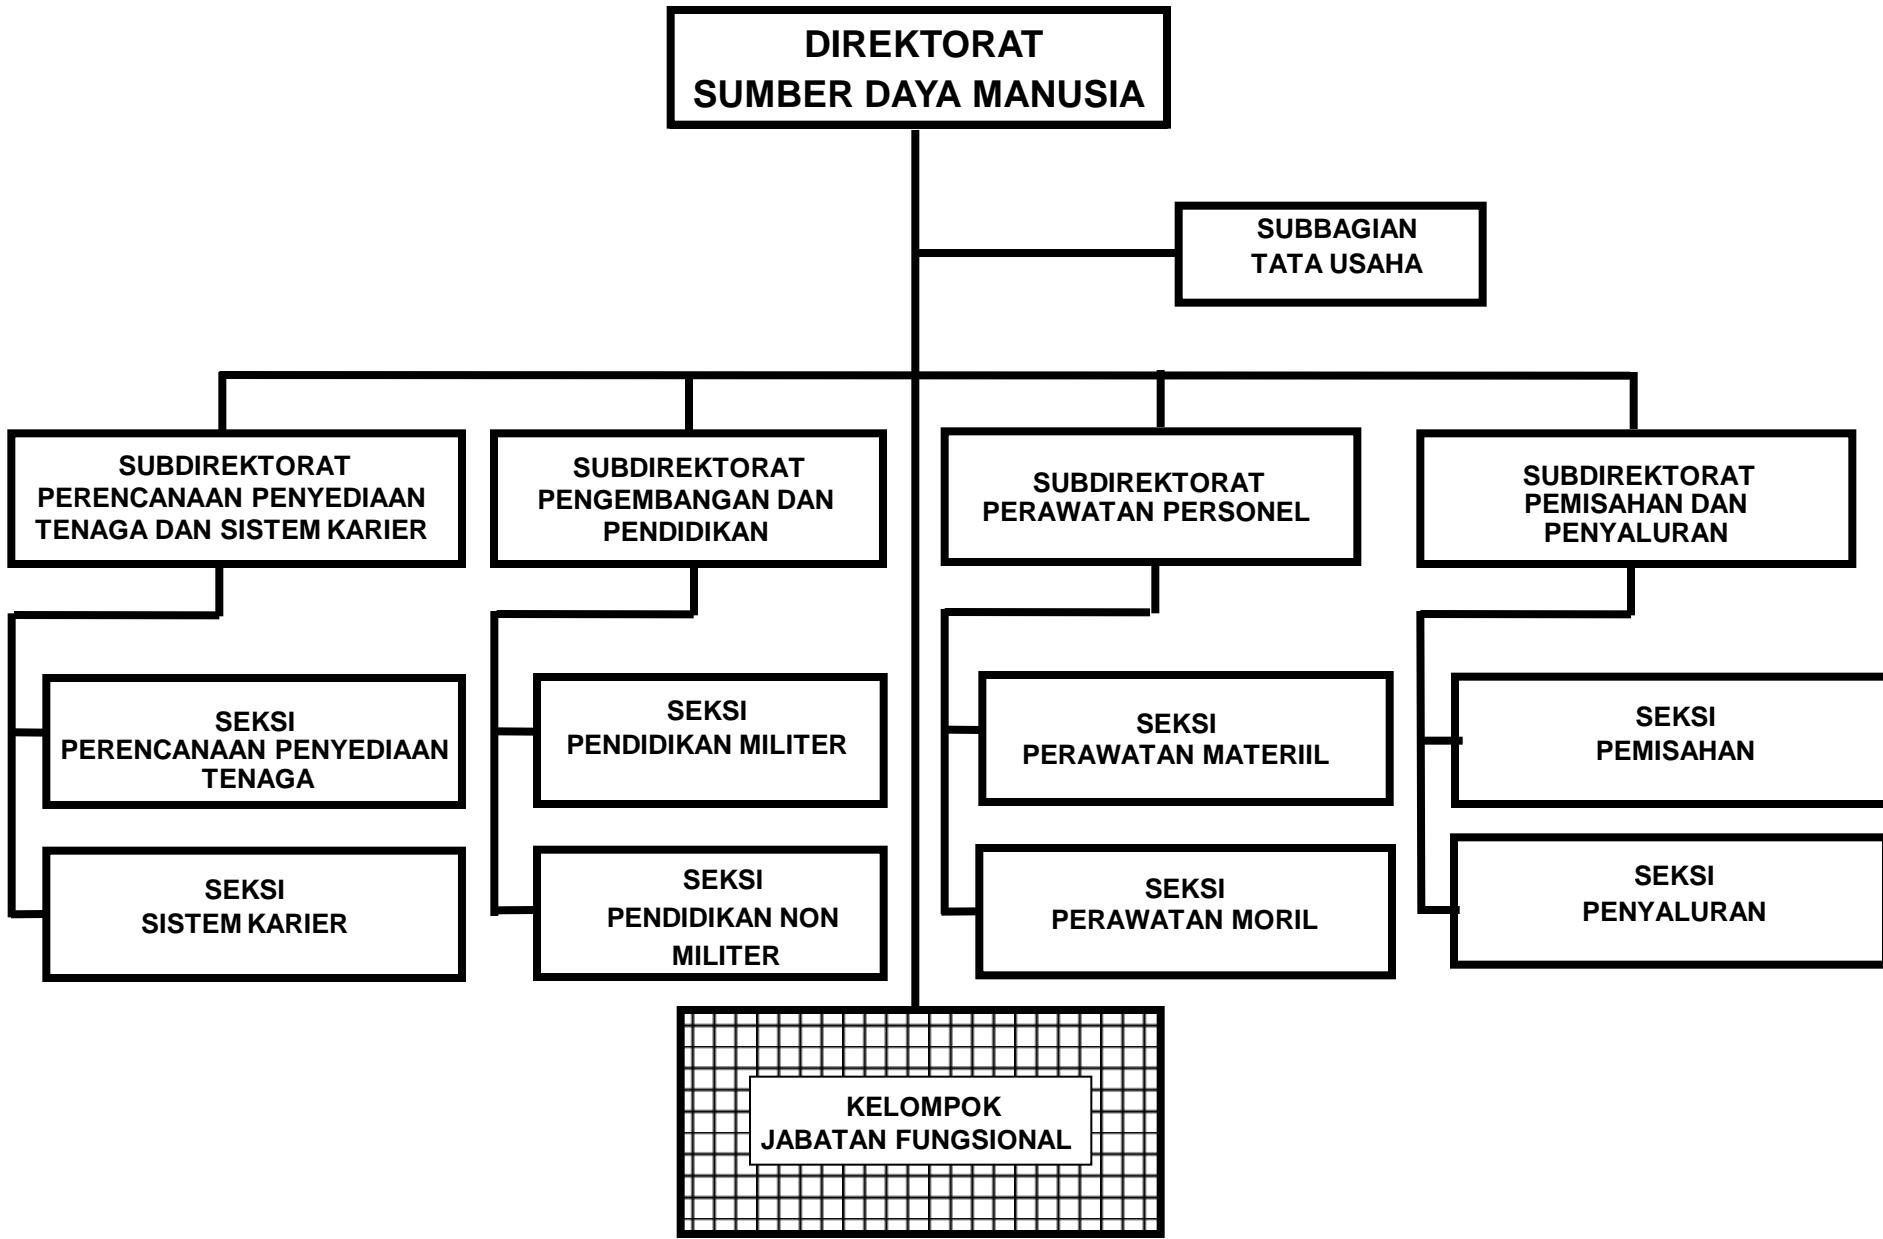 DIREKTORAT
SUMBER DAYA MANUSIA
SUBBAGIAN
TATA USAHA
SUBDIREKTORAT
PERENCANAAN PENYEDIAAN
TENAGA DAN SISTEM KARIER
SUBDIREKTORAT
PENGEMBANGAN DAN
PENDIDIKAN
SUBDIREKTORAT
PERAWATAN PERSONEL
SUBDIREKTORAT
PEMISAHAN DAN
PENYALURAN
SEKSI
PERENCANAAN PENYEDIAAN
TENAGA
SEKSI
PENDIDIKAN MILITER
SEKSI
PERAWATAN MATERIIL
SEKSI
PEMISAHAN
SEKSI
SISTEM KARIER
SEKSI
PENDIDIKAN NON
MILITER
SEKSI
PERAWATAN MORIL
SEKSI
PENYALURAN
KELOMPOK
JABATAN FUNGSIONAL